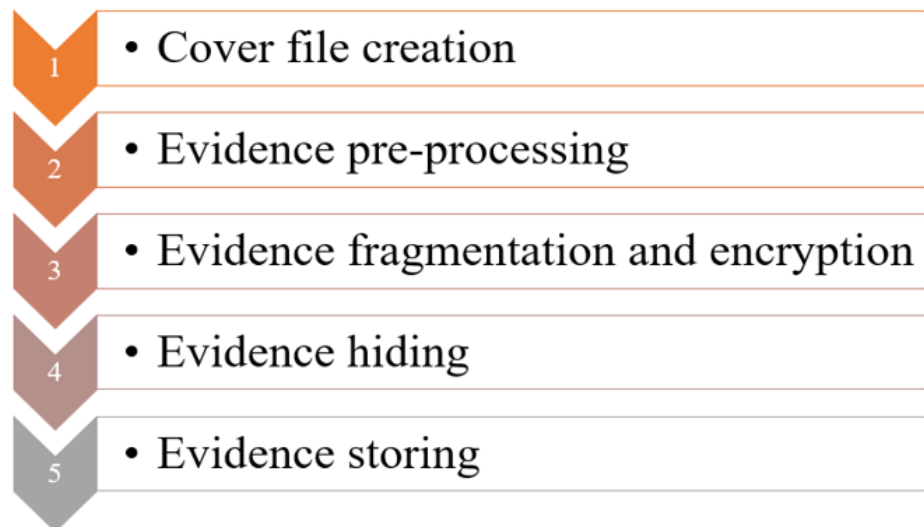 1 • Cover file creation
2 • Evidence pre-processing
3 • Evidence fragmentation and encryption
4 • Evidence hiding
5 • Evidence storing